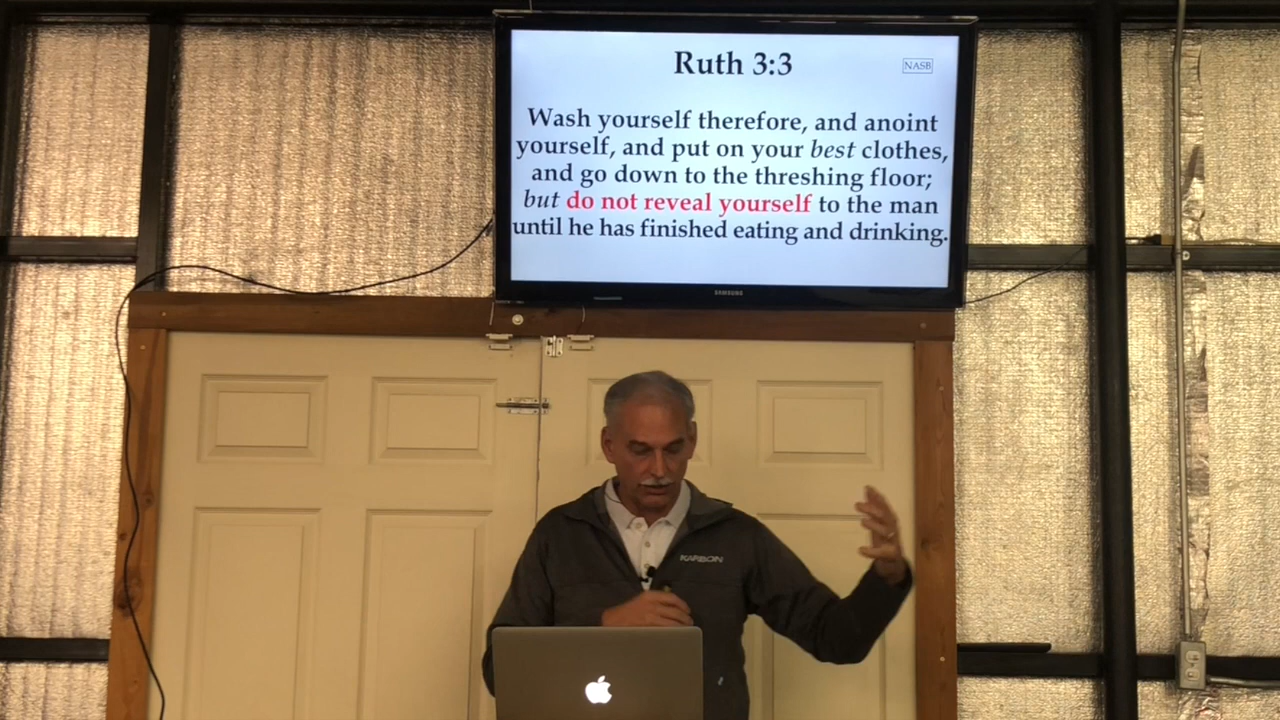 Ruth 3:3
NASB
Wash yourself therefore, and anoint
yourself, and put on your best clothes,
and go down to the threshing floor;
but do not reveal yourself to the man
until he has finished eating and drinking.
SAMSUNG
KARBON